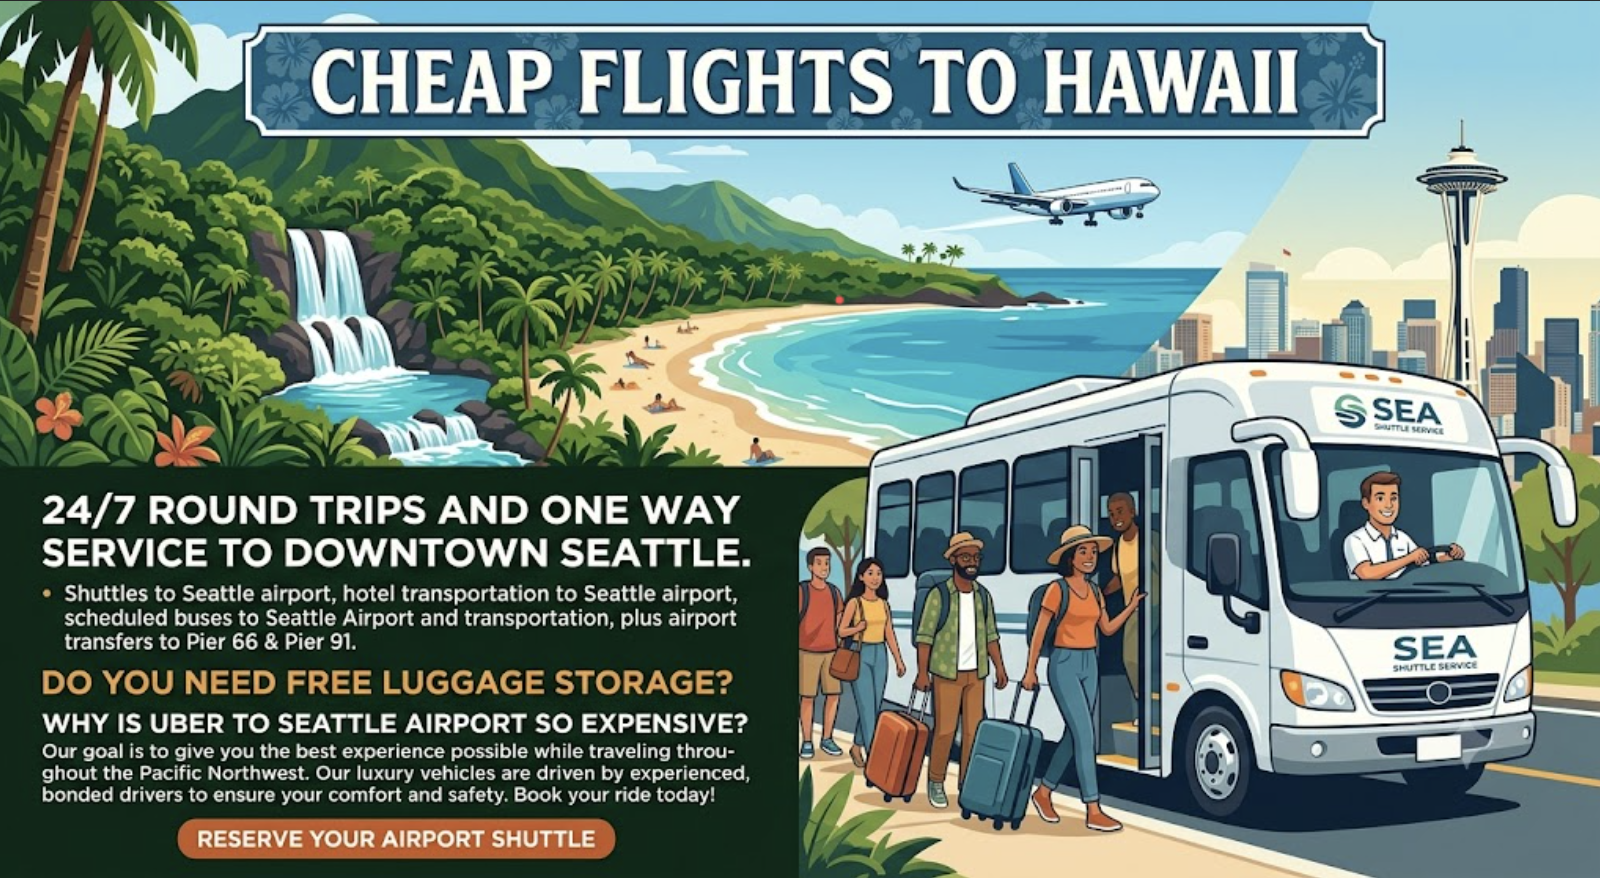 CHEAP FLIGHTS TO HAWAII
SEA
SHUTTLE SERVICE
24/7 ROUND TRIPS AND ONE WAY
SERVICE TO DOWNTOWN SEATTLE.
• Shuttles to Seattle airport, hotel transportation to Seattle airport,
scheduled buses to Seattle Airport and transportation, plus airport
transfers to Pier 66 & Pier 91.
DO YOU NEED FREE LUGGAGE STORAGE?
WHY IS UBER TO SEATTLE AIRPORT SO EXPENSIVE?
Our goal is to give you the best experience possible while traveling throu-
ghout the Pacific Northwest. Our luxury vehicles are driven by experienced,
bonded drivers to ensure your comfort and safety. Book your ride today!
RESERVE YOUR AIRPORT SHUTTLE
SEA
SHUTTLE SERVICE